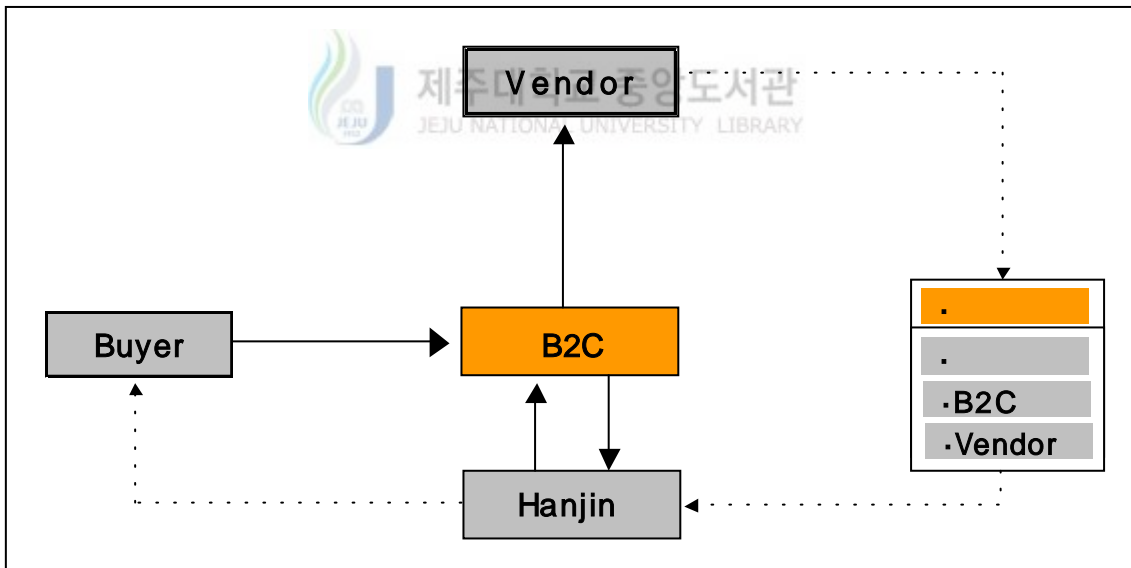 Vendor
제주대학교 중앙도서관
JEJU NATIONAL UNIVERSITY LIBRARY
JEJU
1952
Buyer
B2C
·
·
·B2C
·Vendor
Hanjin